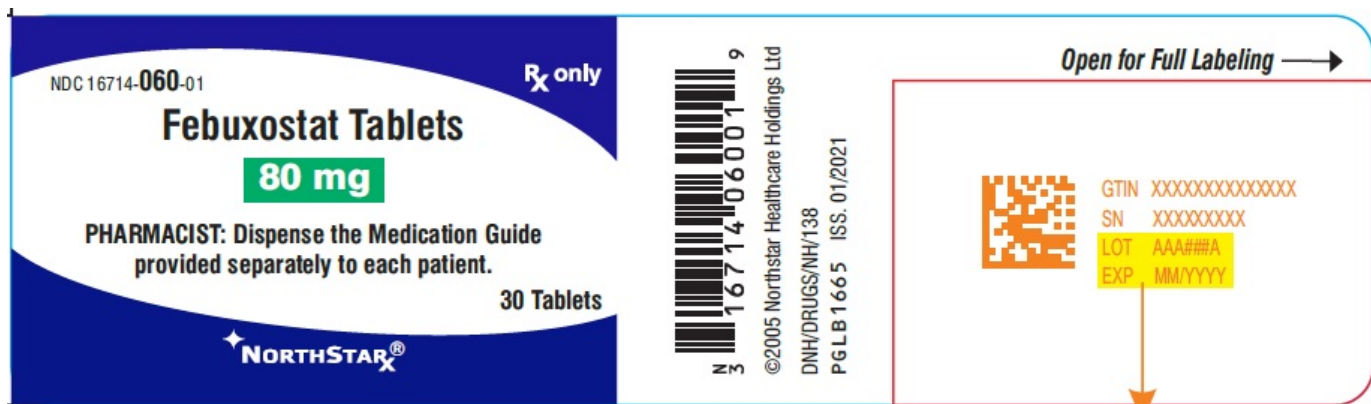 NDC 16714-060-01
Rx only
Febuxostat Tablets
80 mg
PHARMACIST: Dispense the Medication Guide
provided separately to each patient.
30 Tablets
NORTHSTARx®
N
3 16714 06001 9
©2005 Northstar Healthcare Holdings Ltd
DNH/DRUGS/NH/138
PGLB1665 ISS. 01/2021
Open for Full Labeling
GTIN XXXXXXXXXXXXXX
SN XXXXXXXXX
LOT AAA###A
EXP MM/YYYY